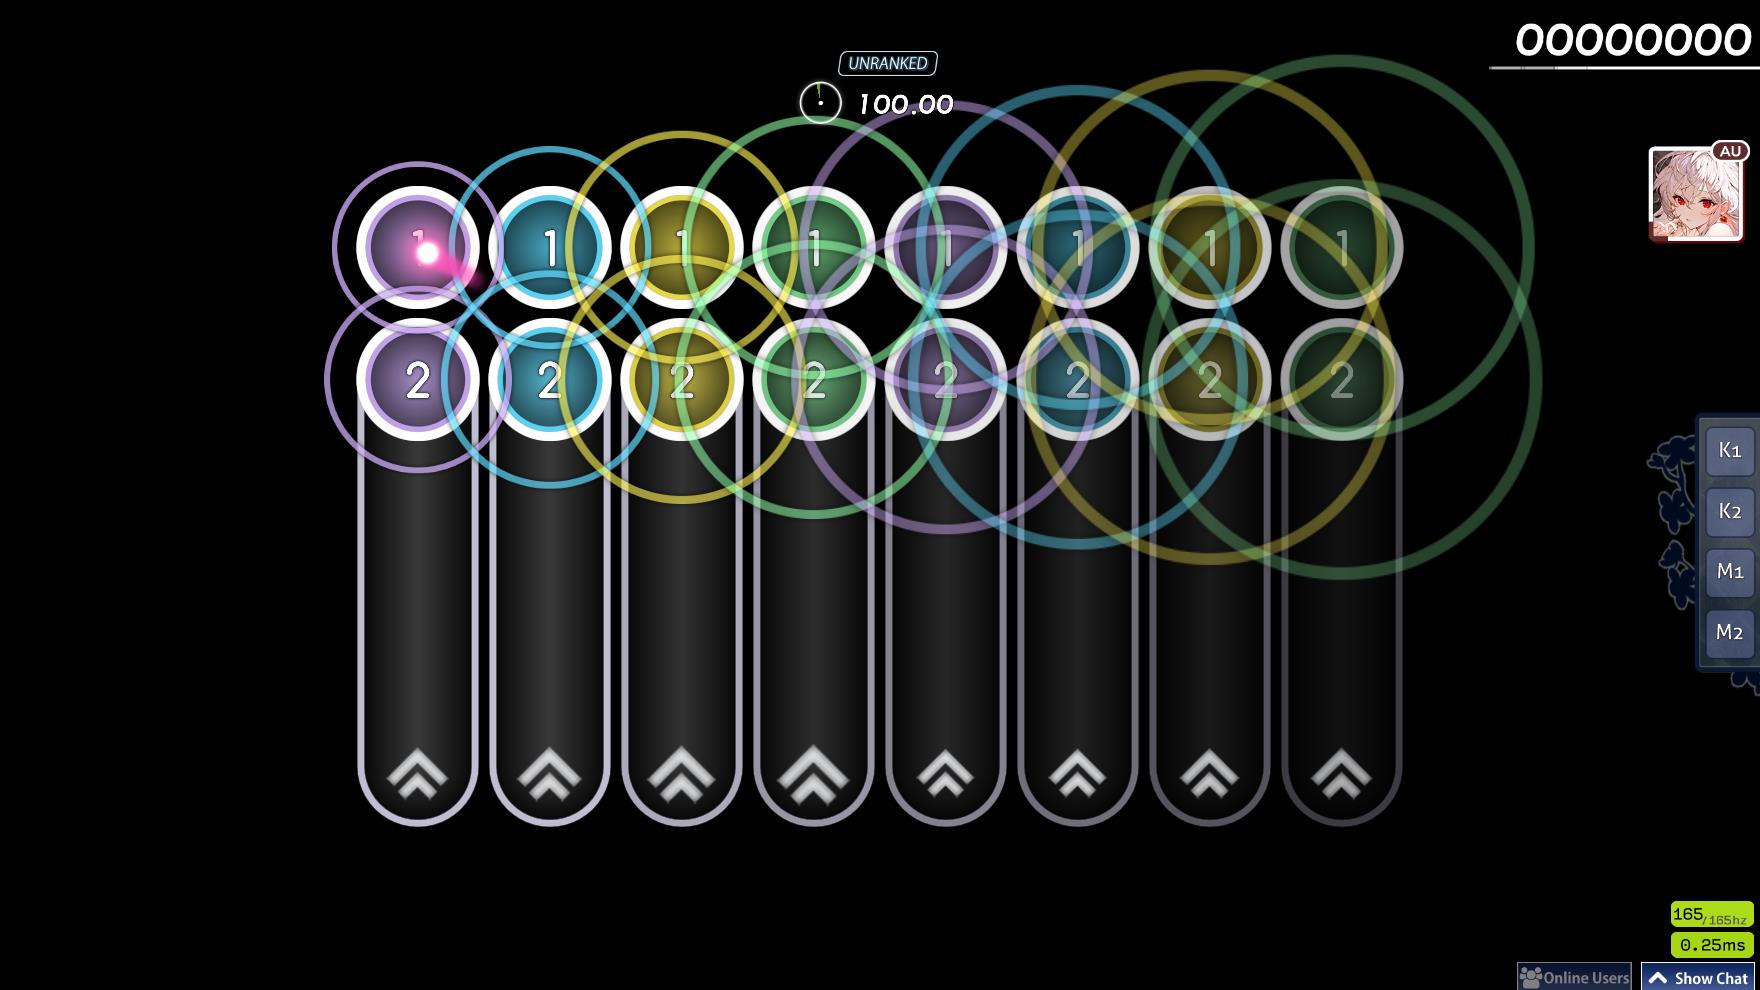 00000000
UNRANKED
100.00
AU
1 1 1 1 1 1 1 1
2 2 2 2 2 2 2 2
K1
K2
M1
M2
165/165hz
0.25ms
Online Users
Show Chat